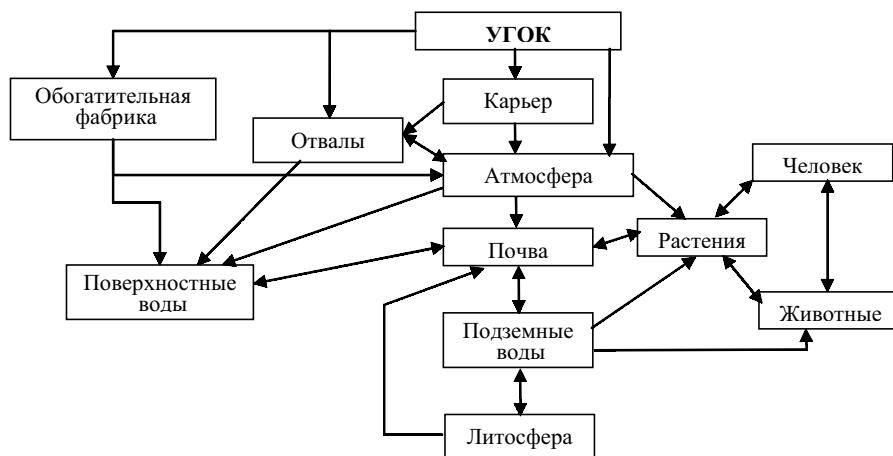 УГОК
Обогатительная
фабрика
Карьер
Отвалы
Атмосфера
Человек
Почва
Растения
Поверхностные
воды
Животные
Подземные
воды
Литосфера